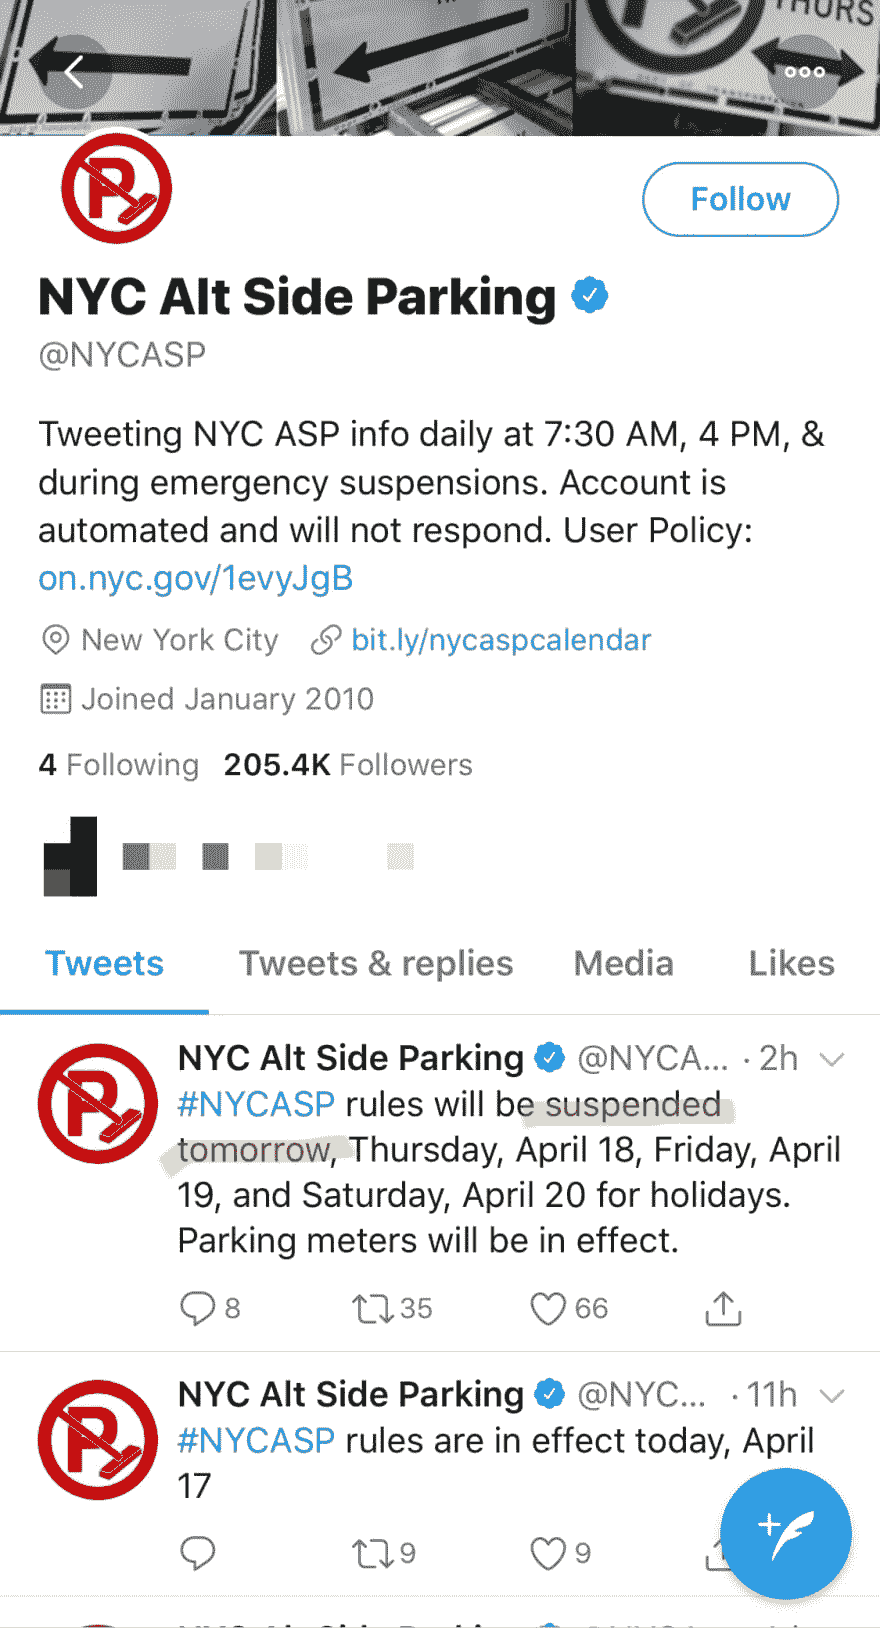 THURS
Follow
NYC Alt Side Parking
@NYCASP
Tweeting NYC ASP info daily at 7:30 AM, 4 PM, &
during emergency suspensions. Account is
automated and will not respond. User Policy:
on.nyc.gov/1evyJgB
New York City bit.ly/nycaspcalendar
Joined January 2010
4 Following 205.4K Followers
Tweets Tweets & replies Media Likes
NYC Alt Side Parking @NYCA... · 2h
#NYCASP rules will be suspended
tomorrow, Thursday, April 18, Friday, April
19, and Saturday, April 20 for holidays.
Parking meters will be in effect.
8 35 66
NYC Alt Side Parking @NYC... · 11h
#NYCASP rules are in effect today, April
17
9 9